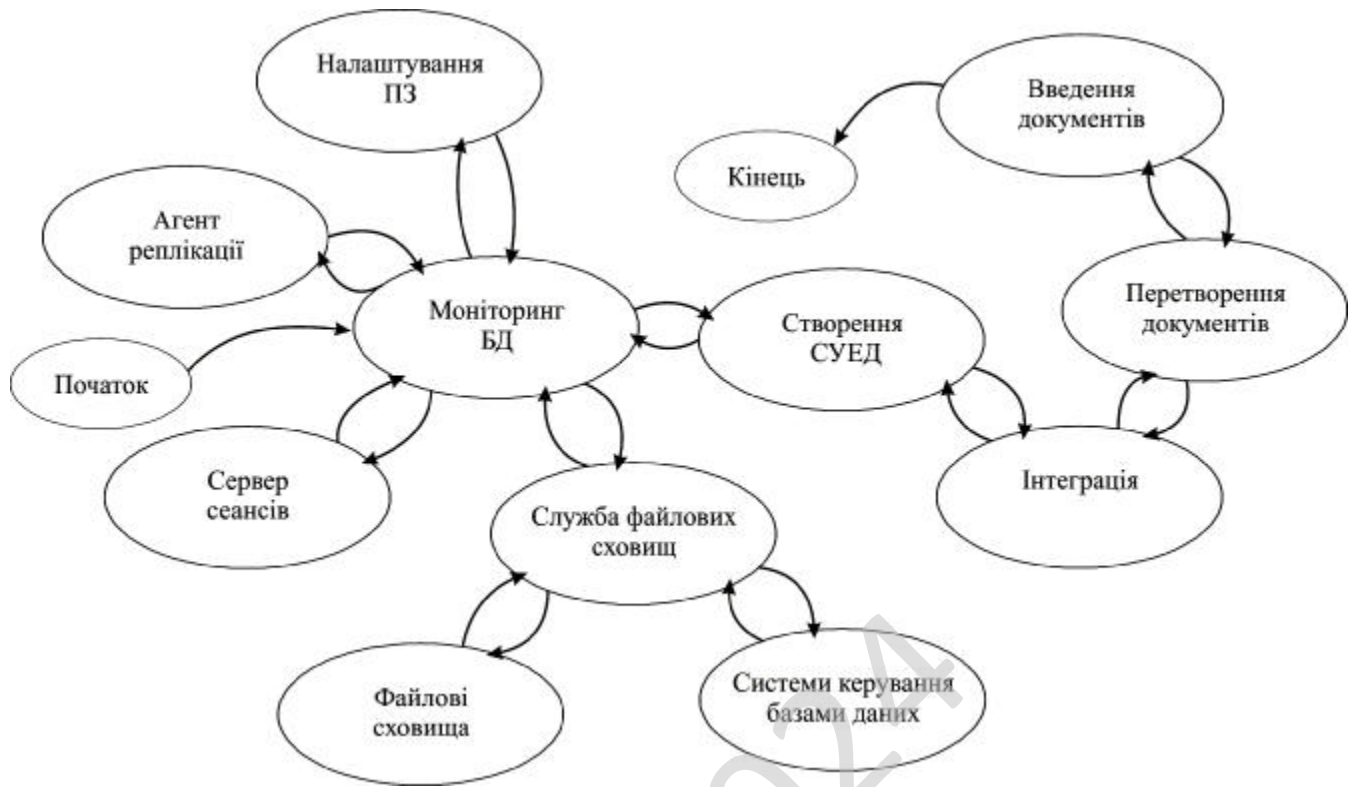 Налаштування
ПЗ
Введення
документів
Кінець
Агент
реплікації
Моніторинг
БД
Перетворення
документів
Створення
СУЕД
Початок
Сервер
сеансів
Інтеграція
Служба файлових
сховищ
Файлові
сховища
Системи керування
базами даних